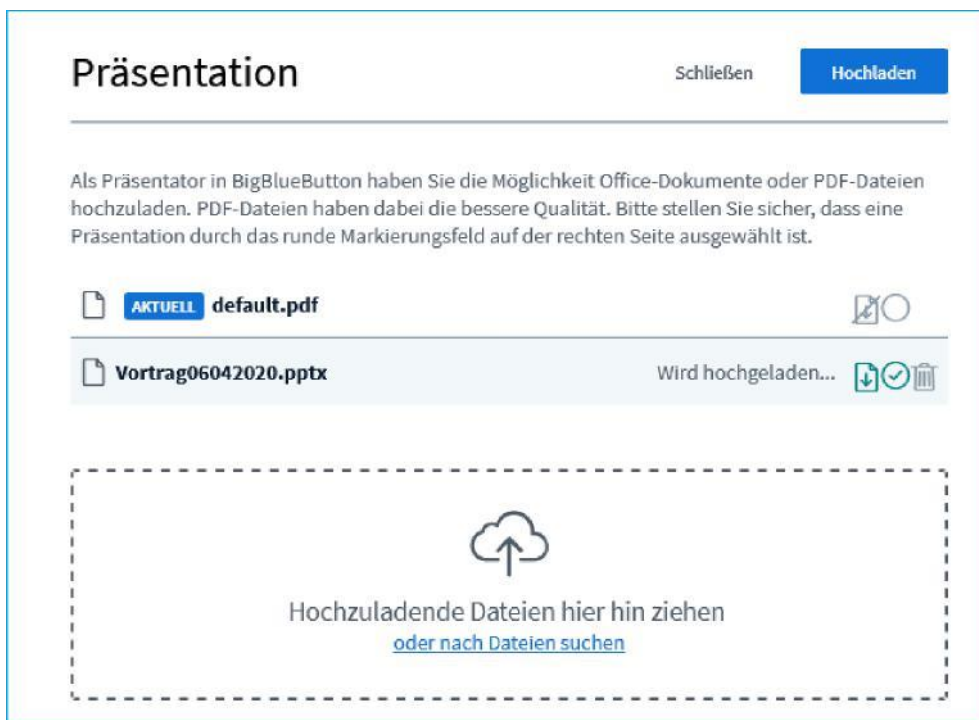 Präsentation
Schließen
Hochladen
Als Präsentator in BigBlueButton haben Sie die Möglichkeit Office-Dokumente oder PDF-Dateien
hochzuladen. PDF-Dateien haben dabei die bessere Qualität. Bitte stellen Sie sicher, dass eine
Präsentation durch das runde Markierungsfeld auf der rechten Seite ausgewählt ist.
AKTUELL default.pdf
Vortrag06042020.pptx Wird hochgeladen...
Hochzuladende Dateien hier hin ziehen
oder nach Dateien suchen